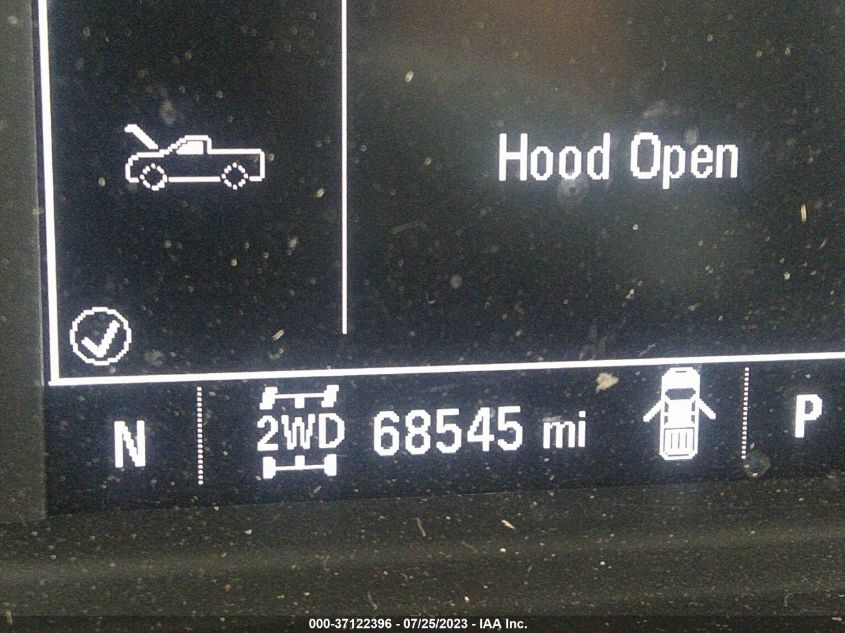 Hood Open
N 2WD 68545 mi P
000-37122396 - 07/25/2023 - IAA Inc.